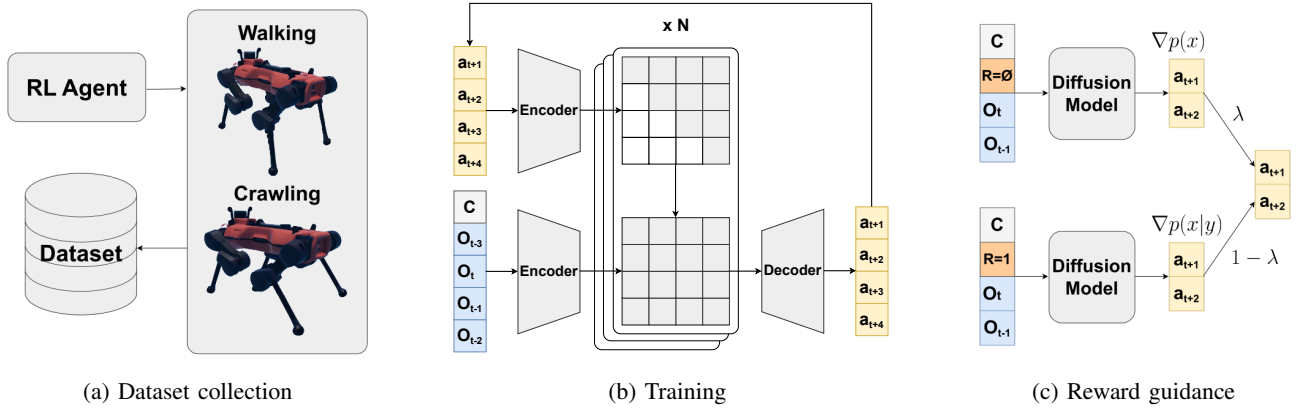 Walking
RL Agent
Crawling
Dataset
(a) Dataset collection
x N
a_{t+1}
a_{t+2}
a_{t+3}
a_{t+4}
Encoder
C
O_{t-3}
O_t
O_{t-1}
O_{t-2}
Encoder
Decoder
a_{t+1}
a_{t+2}
a_{t+3}
a_{t+4}
(b) Training
C
R=Ø
O_t
O_{t-1}
Diffusion
Model
∇p(x)
a_{t+1}
a_{t+2}
λ
a_{t+1}
a_{t+2}
C
R=1
O_t
O_{t-1}
Diffusion
Model
∇p(x|y)
a_{t+1}
a_{t+2}
1 − λ
(c) Reward guidance